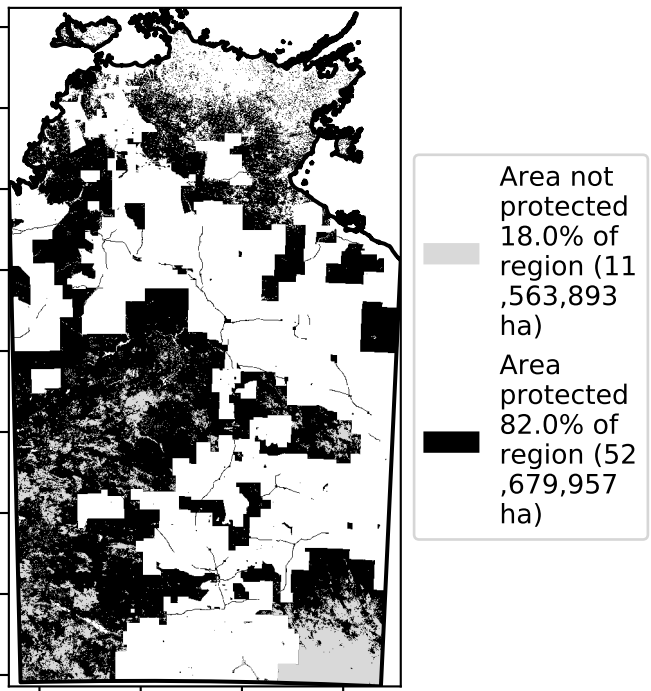 Area not
protected
18.0% of
region (11
,563,893
ha)
Area
protected
82.0% of
region (52
,679,957
ha)